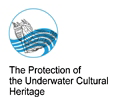 The Protection of
the Underwater Cultural
Heritage